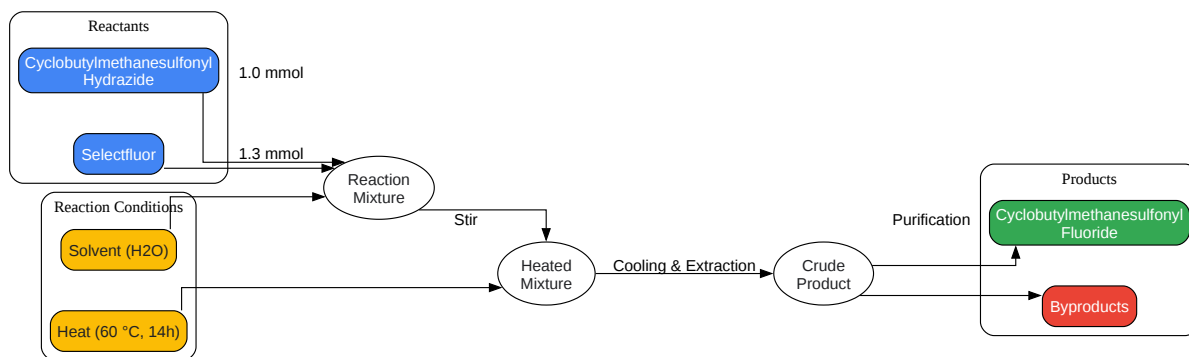 Reactants
Cyclobutylmethanesulfonyl
Hydrazide
1.0 mmol
Selectfluor
1.3 mmol
Reaction
Mixture
Reaction Conditions
Solvent (H2O)
Stir
Heat (60 °C, 14h)
Heated
Mixture
Cooling & Extraction
Crude
Product
Purification
Products
Cyclobutylmethanesulfonyl
Fluoride
Byproducts